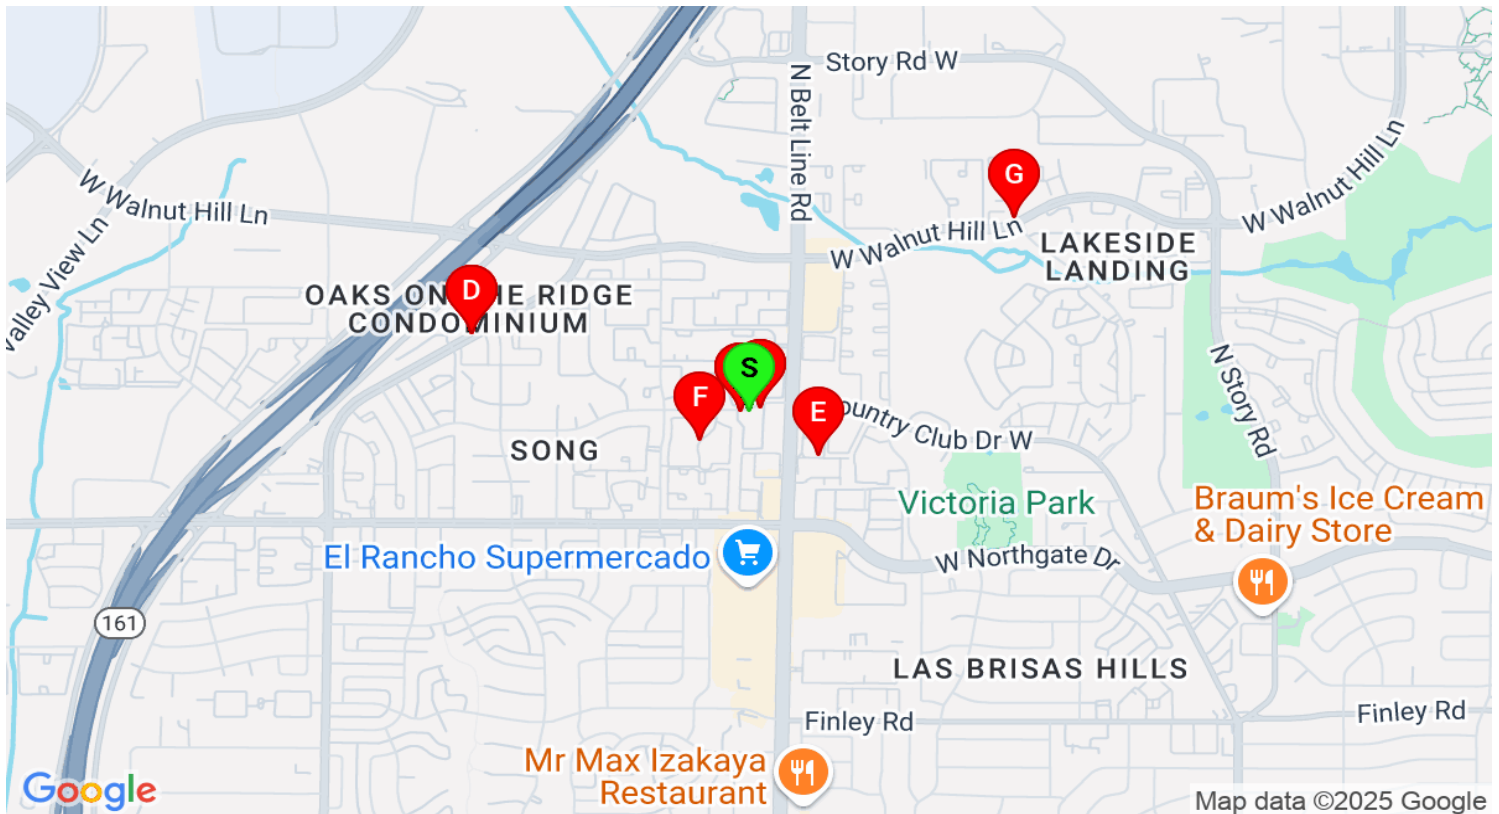 Story Rd W
N Belt Line Rd
W Walnut Hill Ln
G
W Walnut Hill Ln
W Walnut Hill Ln
LAKESIDE
LANDING
Valley View Ln
D
OAKS ON THE RIDGE
CONDOMINIUM
S
F
E
ountry Club Dr W
N Story Rd
SONG
Victoria Park
Braum's Ice Cream
& Dairy Store
El Rancho Supermercado
W Northgate Dr
161
LAS BRISAS HILLS
Finley Rd
Finley Rd
Mr Max Izakaya
Restaurant
Google
Map data ©2025 Google